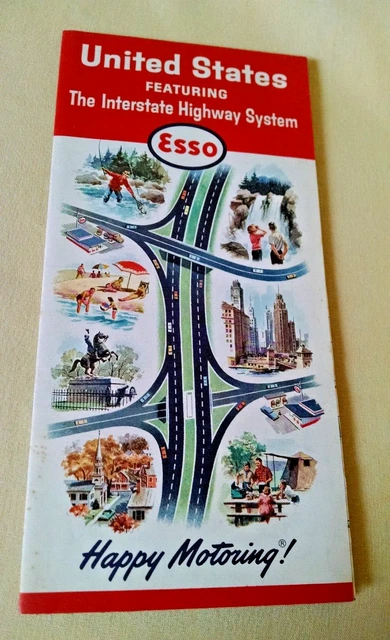 United States
FEATURING
The Interstate Highway System
Esso
Happy Motoring!®